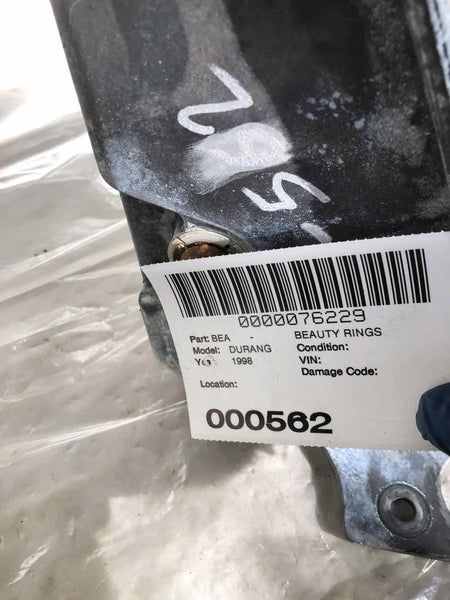 0000076229
Part: BEA - BEAUTY RINGS
Model: DURANG Condition:
1998 VIN:
Damage Code:
Location:
000562